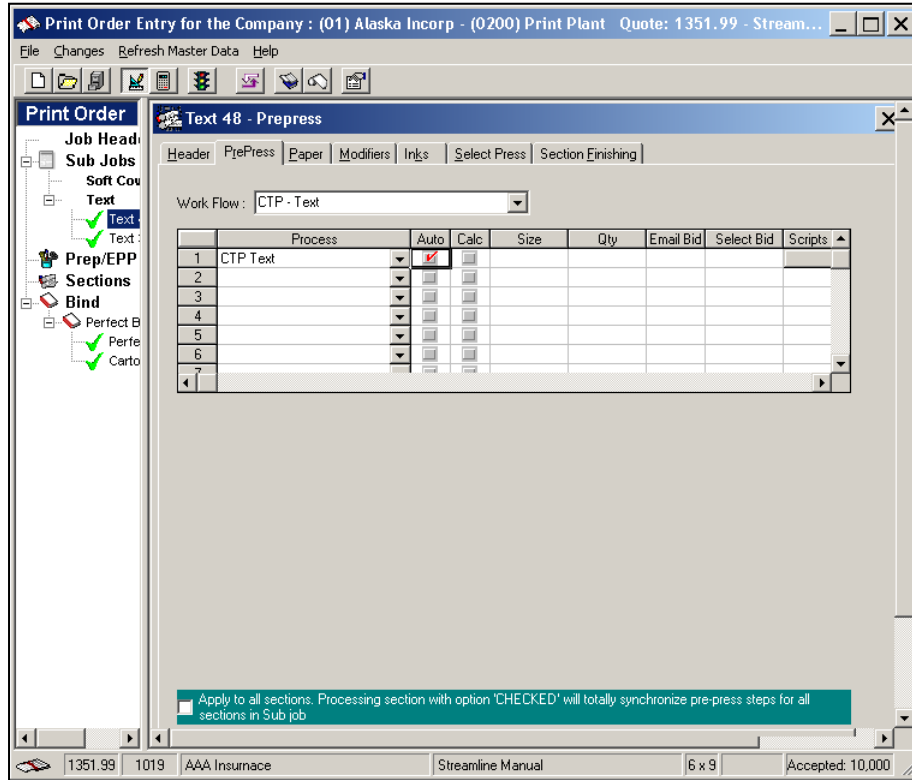 Print Order Entry for the Company : (01) Alaska Incorp - (0200) Print Plant Quote: 1351.99 - Stream...
File Changes Refresh Master Data Help
Print Order
Job Head
Sub Jobs
Soft Cov
Text
Text
Text
Prep/EPP
Sections
Bind
Perfect B
Perfe
Carto
Text 48 - Prepress
Header PrePress Paper Modifiers Inks Select Press Section Finishing
Work Flow : CTP - Text
Process Auto Calc Size Qty Email Bid Select Bid Scripts
1 CTP Text
2
3
4
5
6
7
Apply to all sections. Processing section with option 'CHECKED' will totally synchronize pre-press steps for all
sections in Sub job
1351.99 1019 AAA Insurnace Streamline Manual 6 x 9 Accepted: 10,000